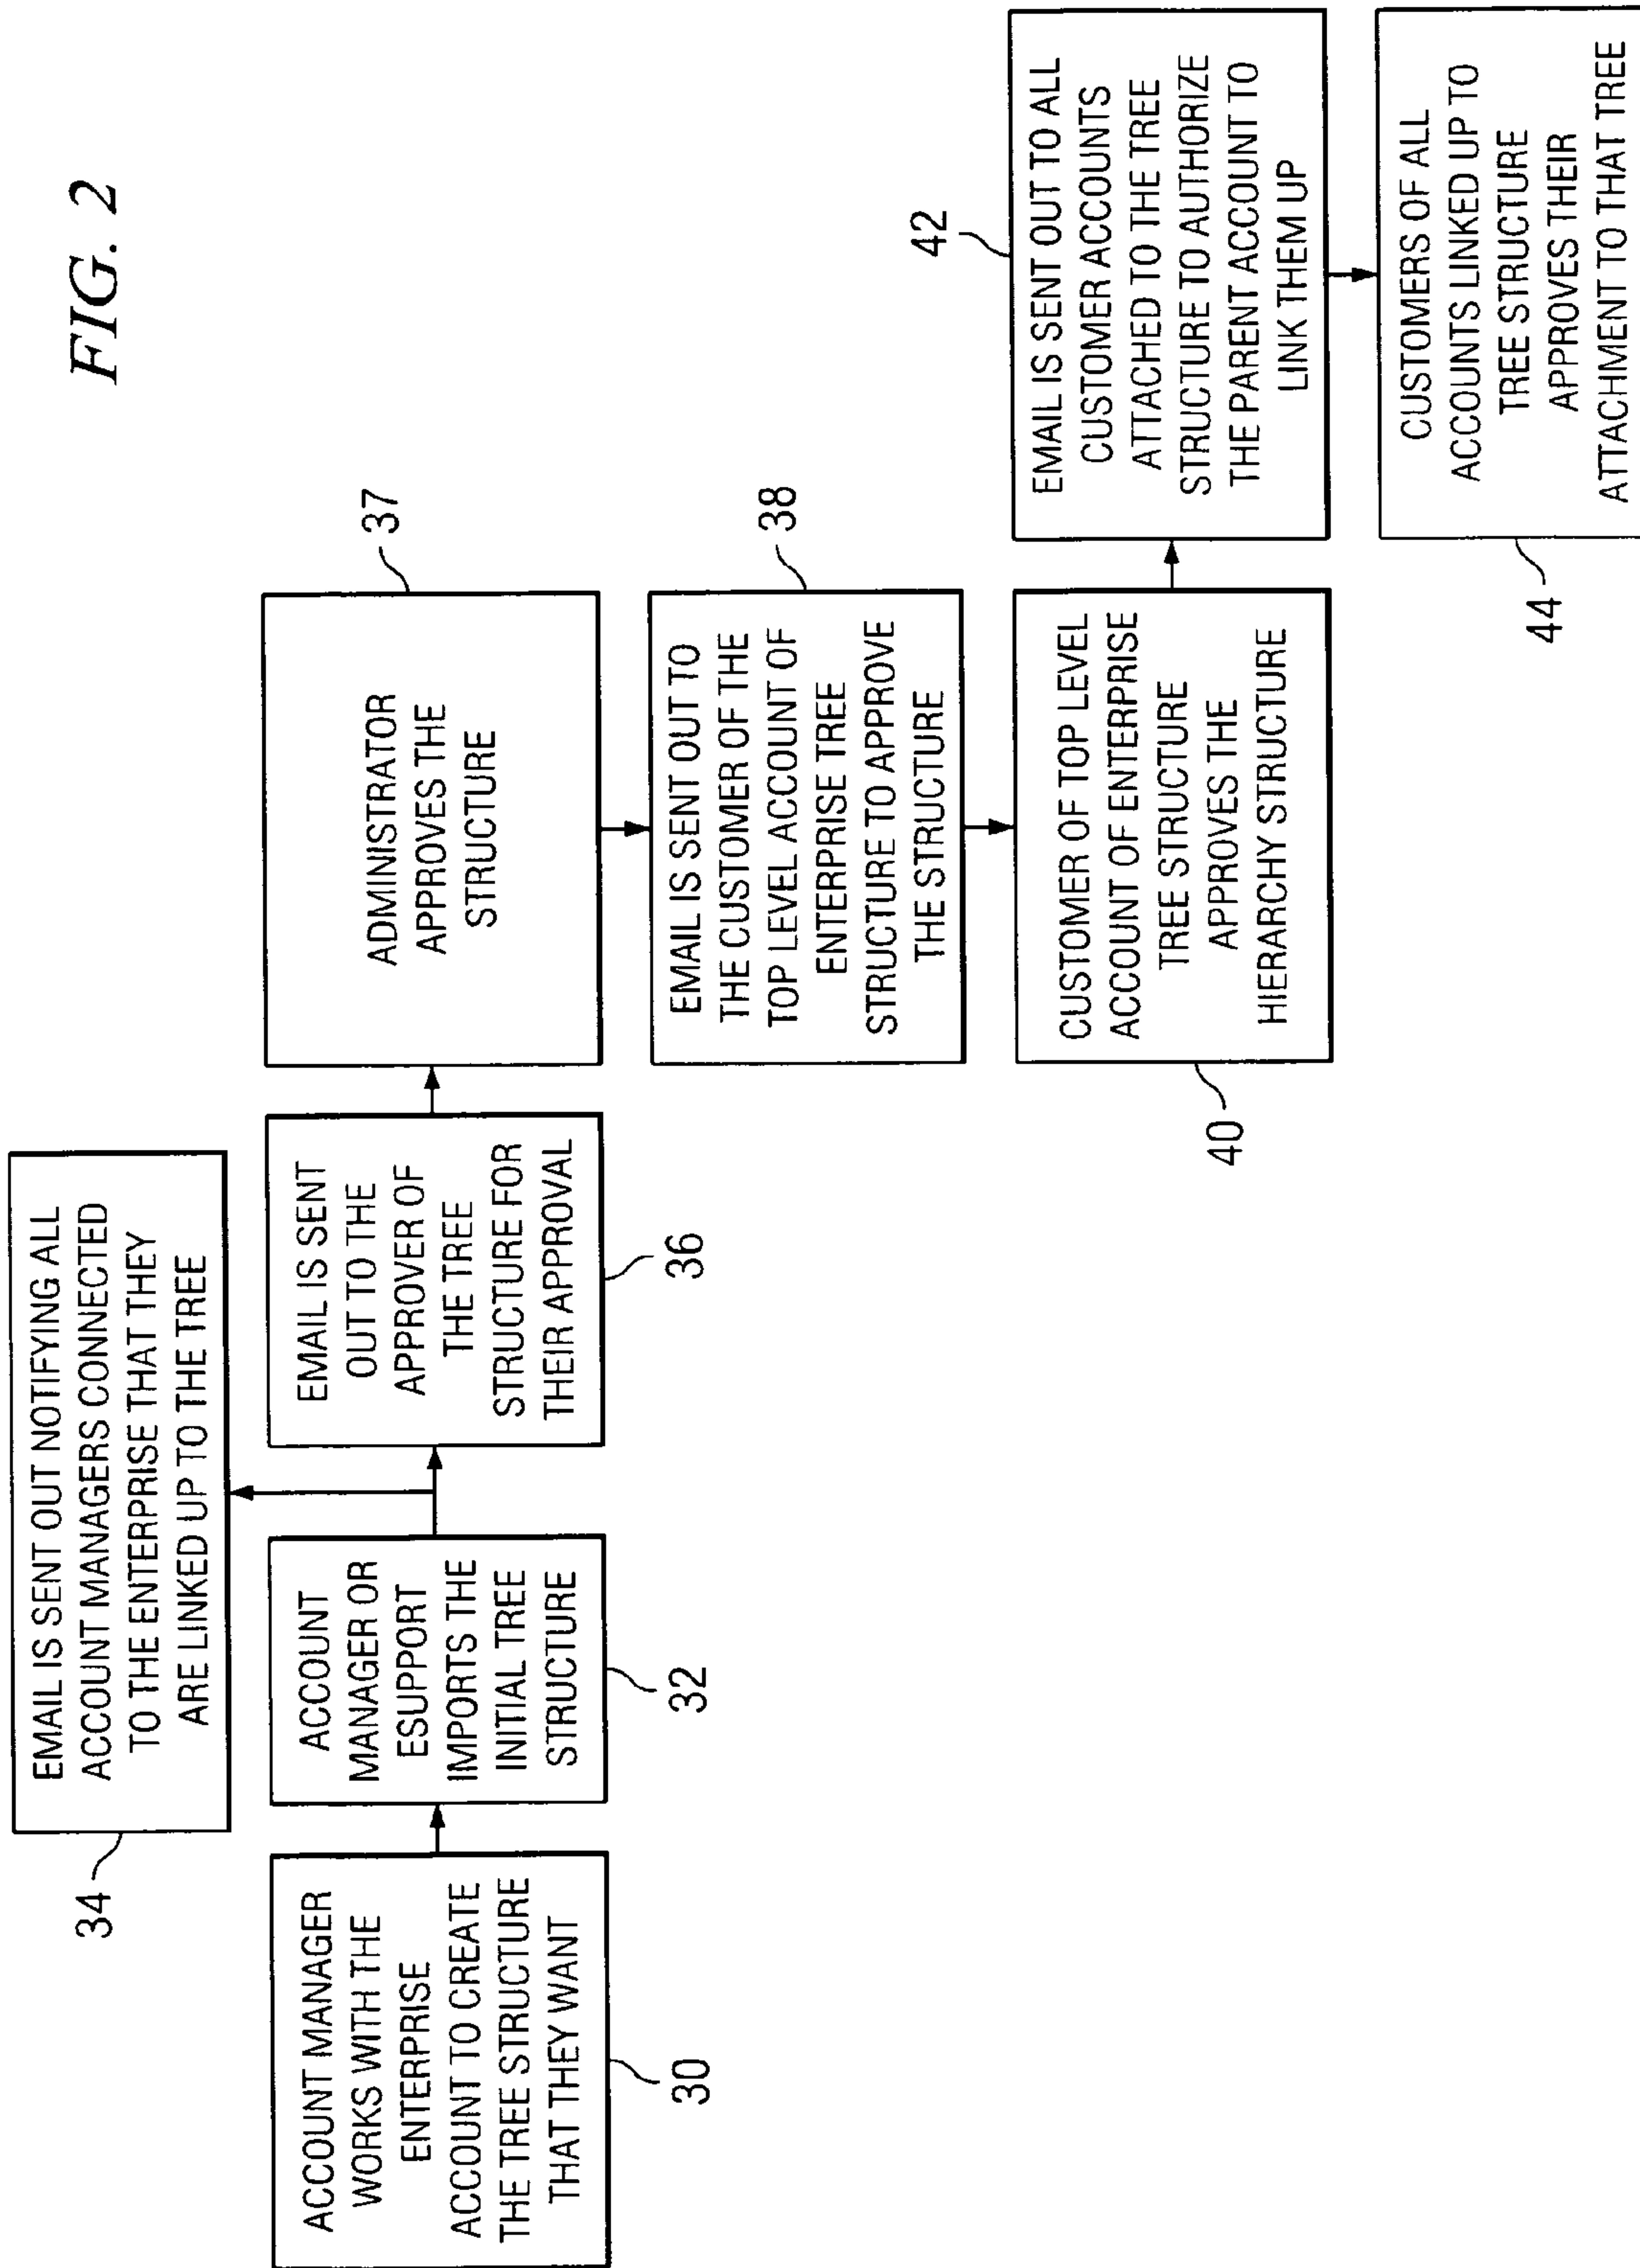 FIG. 2
34
EMAIL IS SENT OUT NOTIFYING ALL
ACCOUNT MANAGERS CONNECTED
TO THE ENTERPRISE THAT THEY
ARE LINKED UP TO THE TREE
ACCOUNT MANAGER
WORKS WITH THE
ENTERPRISE
ACCOUNT TO CREATE
THE TREE STRUCTURE
THAT THEY WANT
30
ACCOUNT
MANAGER OR
ESUPPORT
IMPORTS THE
INITIAL TREE
STRUCTURE
32
EMAIL IS SENT
OUT TO THE
APPROVER OF
THE TREE
STRUCTURE FOR
THEIR APPROVAL
36
ADMINISTRATOR
APPROVES THE
STRUCTURE
37
EMAIL IS SENT OUT TO
THE CUSTOMER OF THE
TOP LEVEL ACCOUNT OF
ENTERPRISE TREE
STRUCTURE TO APPROVE
THE STRUCTURE
38
CUSTOMER OF TOP LEVEL
ACCOUNT OF ENTERPRISE
TREE STRUCTURE
APPROVES THE
HIERARCHY STRUCTURE
40
42
EMAIL IS SENT OUT TO ALL
CUSTOMER ACCOUNTS
ATTACHED TO THE TREE
STRUCTURE TO AUTHORIZE
THE PARENT ACCOUNT TO
LINK THEM UP
CUSTOMERS OF ALL
ACCOUNTS LINKED UP TO
TREE STRUCTURE
APPROVES THEIR
ATTACHMENT TO THAT TREE
44